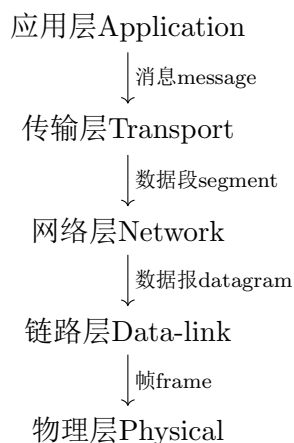 应用层Application
消息message
传输层Transport
数据段segment
网络层Network
数据报datagram
链路层Data-link
帧frame
物理层Physical